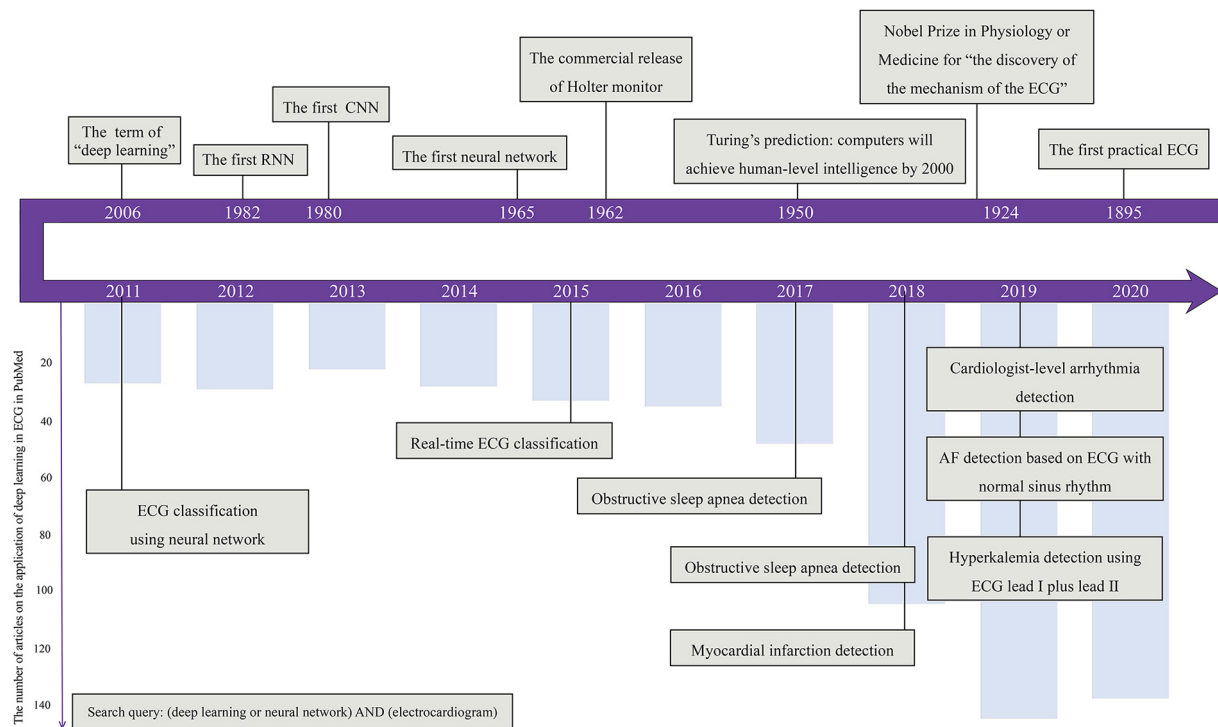 Nobel Prize in Physiology or
Medicine for “the discovery of
the mechanism of the ECG”
The commercial release
of Holter monitor
The first CNN
The term of
“deep learning”
The first RNN
The first neural network
Turing’s prediction: computers will
achieve human-level intelligence by 2000
The first practical ECG
2006 1982 1980 1965 1962 1950 1924 1895
2011 2012 2013 2014 2015 2016 2017 2018 2019 2020
The number of articles on the application of deep learning in ECG in PubMed
20
40
60
80
100
120
140
ECG classification
using neural network
Real-time ECG classification
Obstructive sleep apnea detection
Obstructive sleep apnea detection
Myocardial infarction detection
Cardiologist-level arrhythmia
detection
AF detection based on ECG with
normal sinus rhythm
Hyperkalemia detection using
ECG lead I plus lead II
Search query: (deep learning or neural network) AND (electrocardiogram)